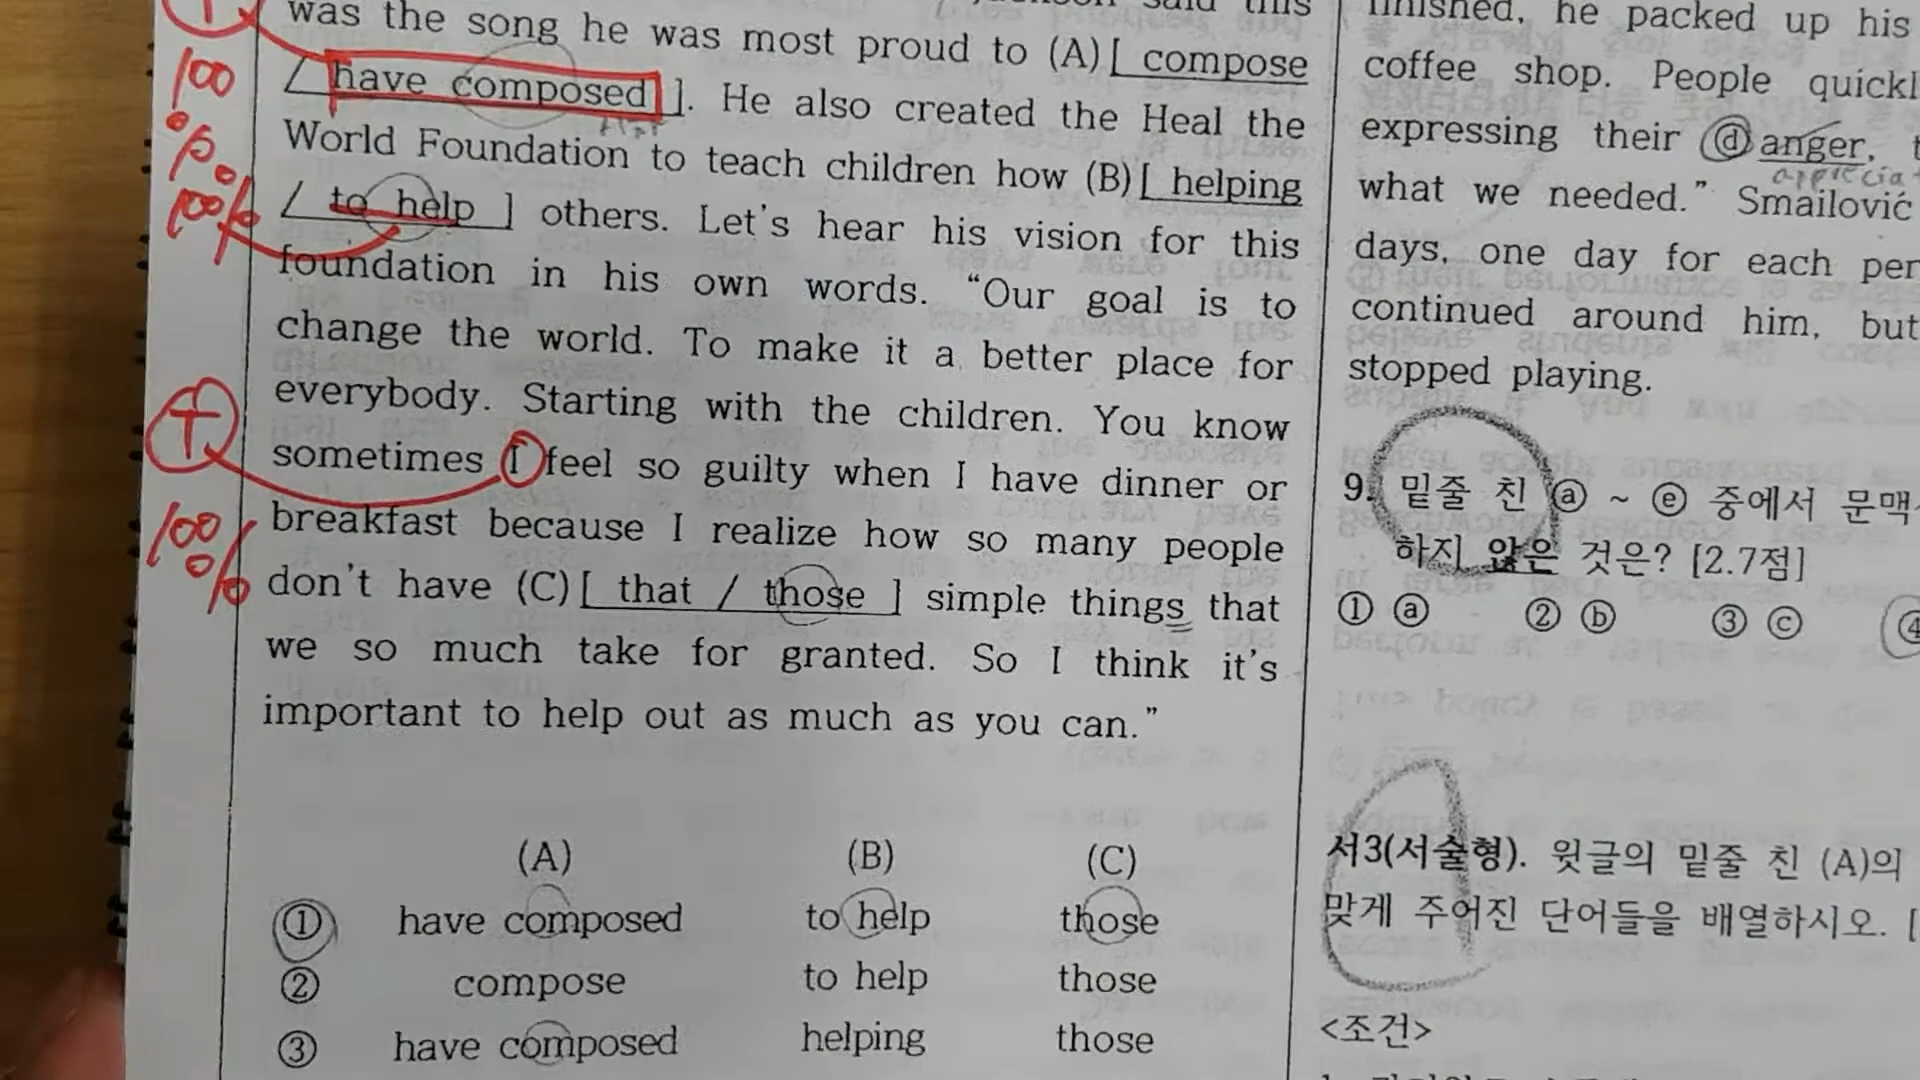 said this
was the song he was most proud to (A)[ compose
/ have composed ]. He also created the Heal the
World Foundation to teach children how (B)[ helping
/ to help ] others. Let's hear his vision for this
foundation in his own words. “Our goal is to
change the world. To make it a better place for
everybody. Starting with the children. You know
sometimes I feel so guilty when I have dinner or
breakfast because I realize how so many people
don't have (C)[ that / those ] simple things that
we so much take for granted. So I think it's
important to help out as much as you can.”
(A) (B) (C)
① have composed to help those
② compose to help those
③ have composed helping those
100
%
100%
100
%
finished, he packed up his
coffee shop. People quickl
expressing their ⓓanger,
what we needed.” Smailović
days, one day for each per
continued around him, but
stopped playing.
9. 밑줄 친 ⓐ ~ ⓔ 중에서 문맥
하지 않은 것은? [2.7점]
① ⓐ ② ⓑ ③ ⓒ ④
서3(서술형). 윗글의 밑줄 친 (A)의
맞게 주어진 단어들을 배열하시오. [
<조건>